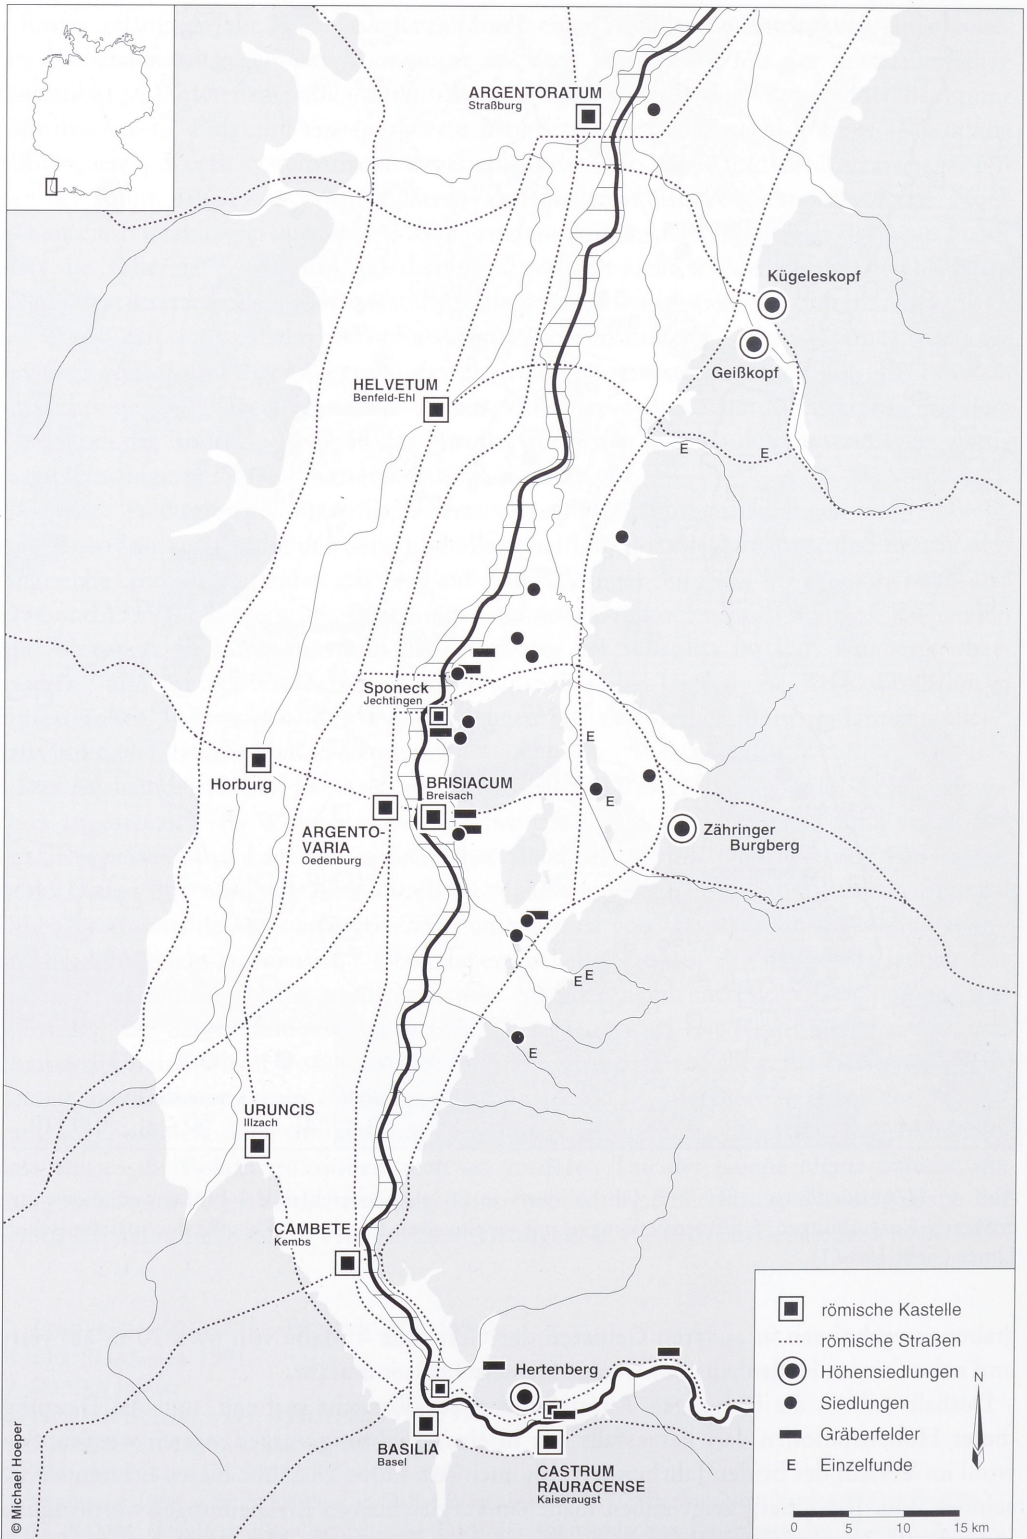 ARGENTORATUM
Straßburg
Kügeleskopf
Geißkopf
HELVETUM
Benfeld-Ehl
E
E
Sponeck
Jechtingen
E
Horburg
BRISIACUM
Breisach
E
ARGENTO-
VARIA
Oedenburg
Zähringer
Burgberg
E E
E
URUNCIS
Illzach
CAMBETE
Kembs
Hertenberg
BASILIA
Basel
CASTRUM
RAURACENSE
Kaiseraugst
römische Kastelle
römische Straßen
Höhensiedlungen
Siedlungen
Gräberfelder
E Einzelfunde
N
0 5 10 15 km
© Michael Hoeper